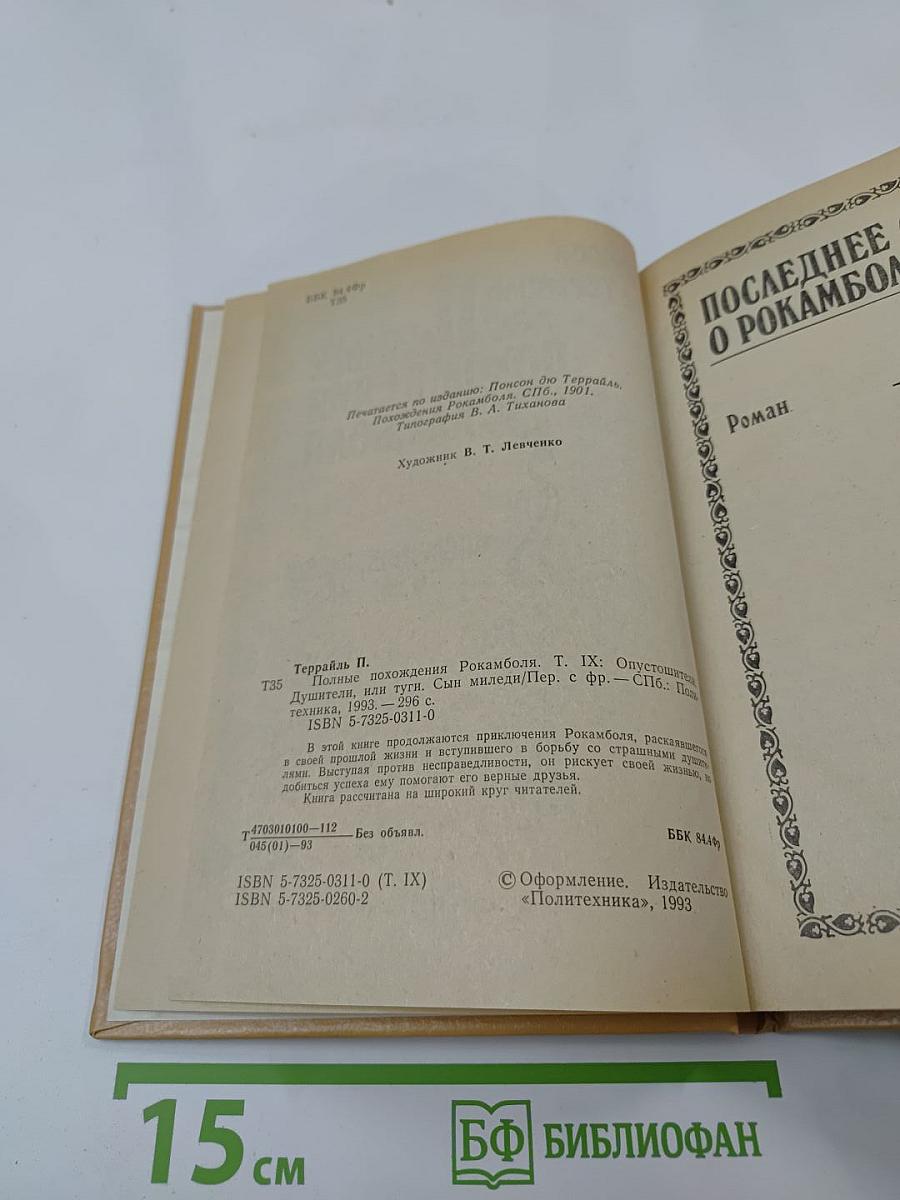 ББК 84.4Фр
Т35
Печатается по изданию: Понсон дю Террайль.
Похождения Рокамболя. СПб., 1901.
Типография В. А. Тиханова
Художник В. Т. Левченко
Террайль П.
Т35 Полные похождения Рокамболя. Т. IX: Опустошители
Душители, или туги. Сын миледи/Пер. с фр. — СПб.: Поли-
техника, 1993. — 296 с.
ISBN 5-7325-0311-0
В этой книге продолжаются приключения Рокамболя, раскаявшегося
в своей прошлой жизни и вступившего в борьбу со страшными душите-
лями. Выступая против несправедливости, он рискует своей жизнью, но
добиться успеха ему помогают его верные друзья.
Книга рассчитана на широкий круг читателей.
Т 4703010100—112 Без объявл.
045(01)—93
ББК 84.4Фр
ISBN 5-7325-0311-0 (Т. IX)
ISBN 5-7325-0260-2
© Оформление. Издательство
«Политехника», 1993
ПОСЛЕДНЕЕ
О РОКАМБОЛ
Роман
15 см
БФ БИБЛИОФАН